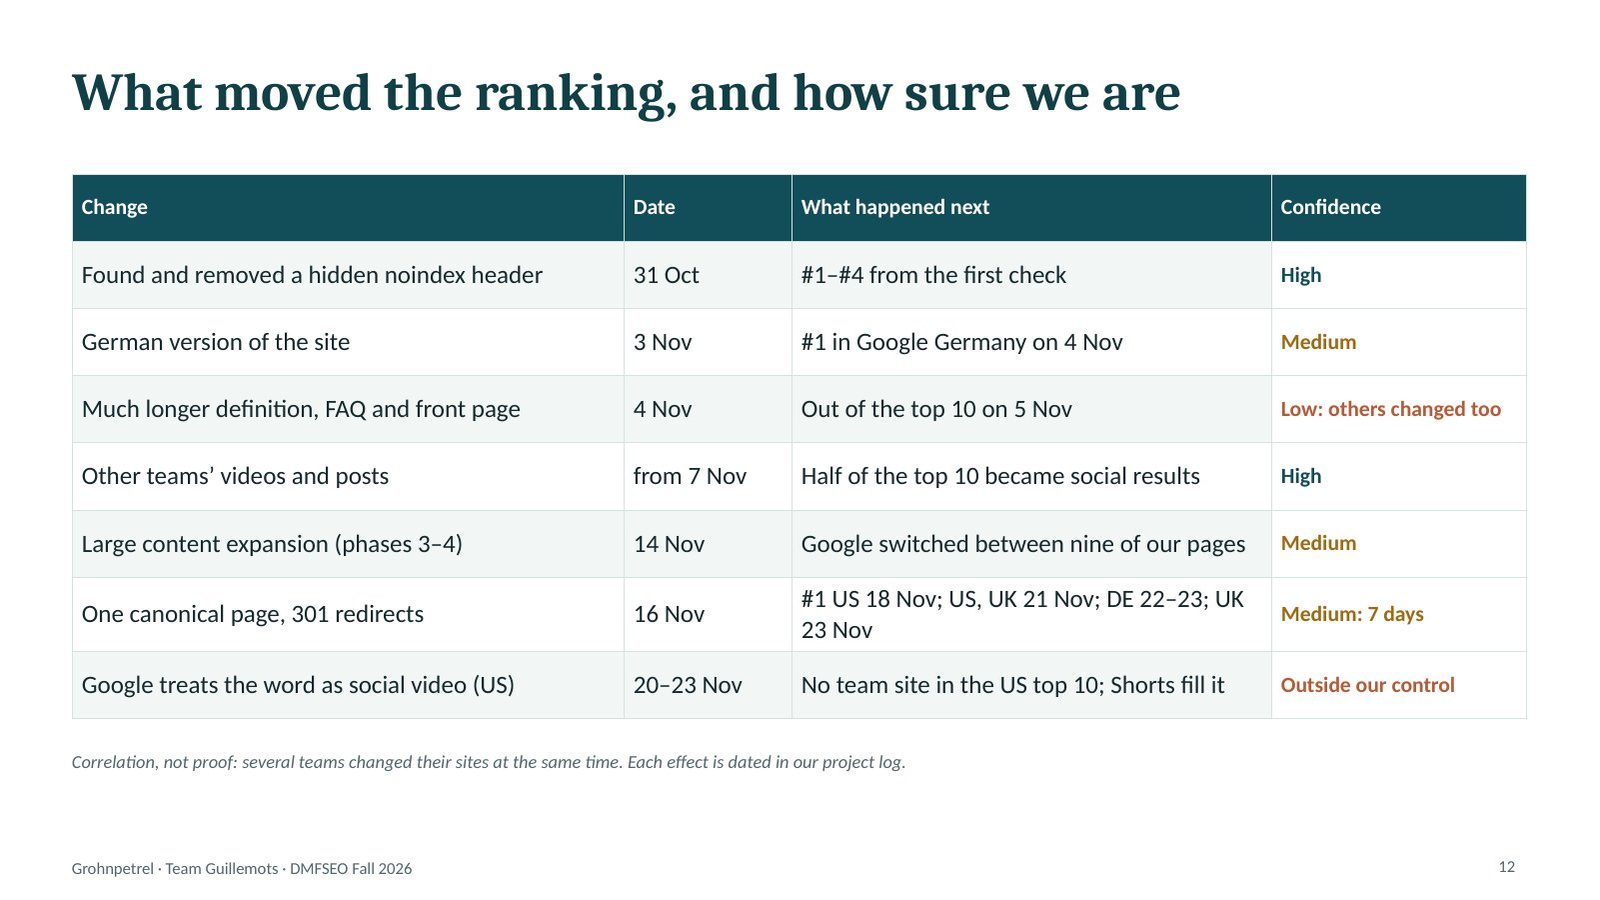 What moved the ranking, and how sure we are
Change Date What happened next Confidence
Found and removed a hidden noindex header 31 Oct #1–#4 from the first check High
German version of the site 3 Nov #1 in Google Germany on 4 Nov Medium
Much longer definition, FAQ and front page 4 Nov Out of the top 10 on 5 Nov Low: others changed too
Other teams’ videos and posts from 7 Nov Half of the top 10 became social results High
Large content expansion (phases 3–4) 14 Nov Google switched between nine of our pages Medium
One canonical page, 301 redirects 16 Nov #1 US 18 Nov; US, UK 21 Nov; DE 22–23; UK
23 Nov Medium: 7 days
Google treats the word as social video (US) 20–23 Nov No team site in the US top 10; Shorts fill it Outside our control
Correlation, not proof: several teams changed their sites at the same time. Each effect is dated in our project log.
Grohnpetrel · Team Guillemots · DMFSEO Fall 2026 12